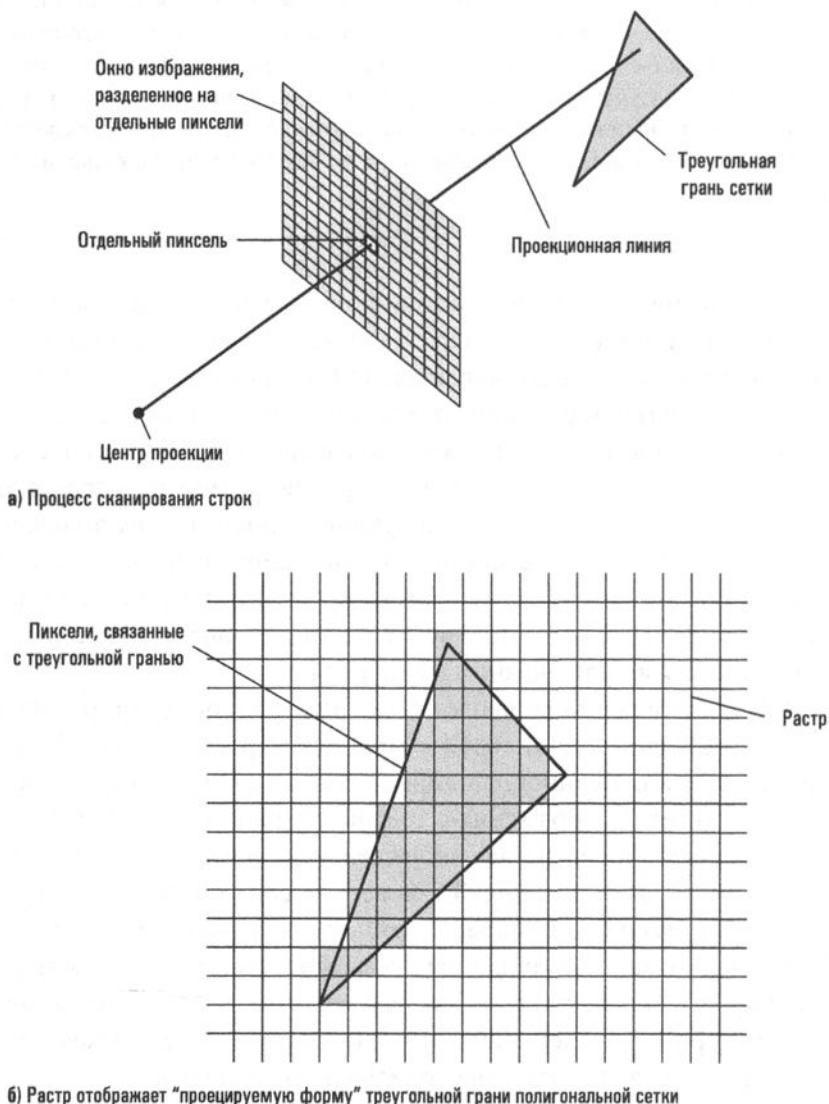 Окно изображения,
разделенное на
отдельные пиксели
Треугольная
грань сетки
Отдельный пиксель
Проекционная линия
Центр проекции
а) Процесс сканирования строк
Пиксели, связанные
с треугольной гранью
Растр
б) Растр отображает “проецируемую форму” треугольной грани полигональной сетки